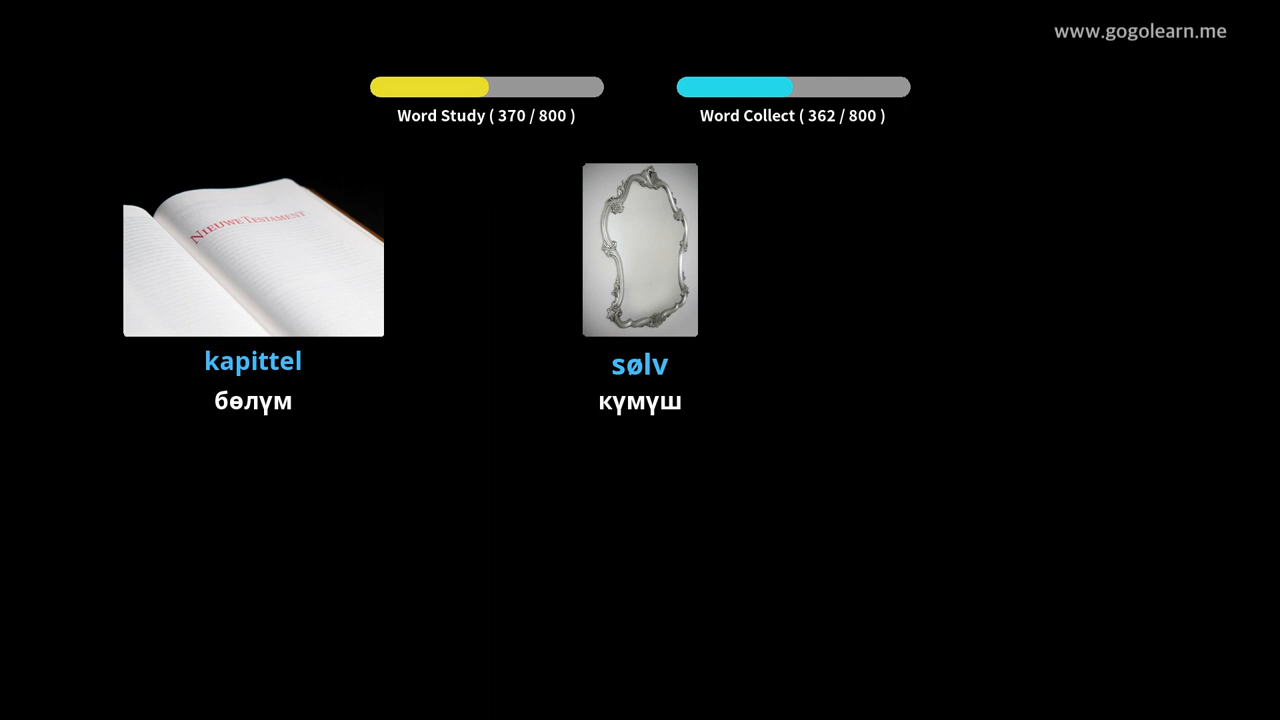 www.gogolearn.me
Word Study ( 370 / 800 )
Word Collect ( 362 / 800 )
NIEUWE TESTAMENT
kapittel
бөлүм
sølv
күмүш